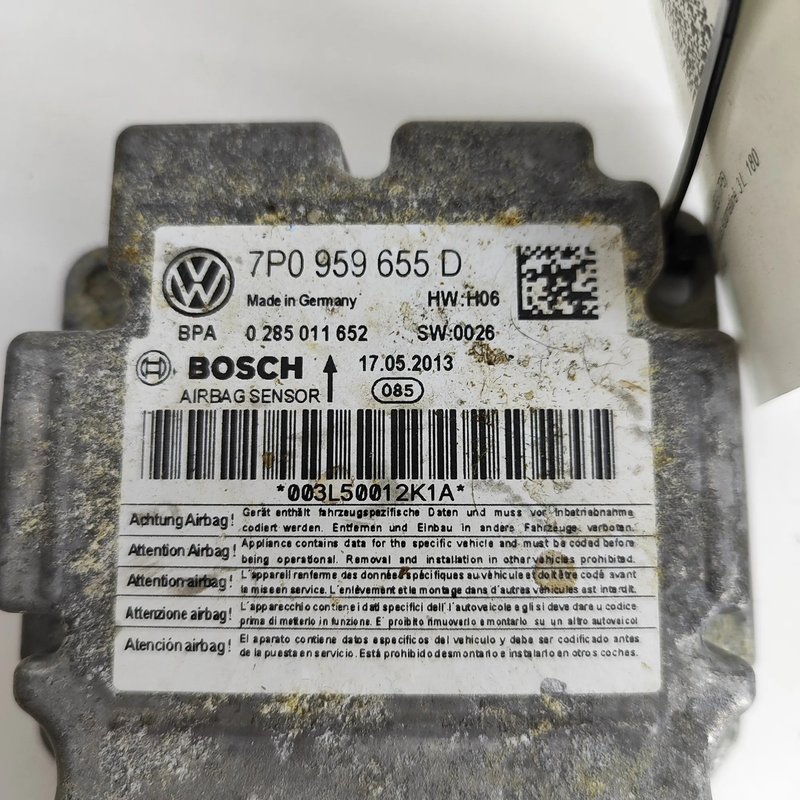 7P0 959 655 D
Made in Germany HW:H06
BPA 0 285 011 652 SW:0026
BOSCH 17.05.2013
AIRBAG SENSOR 085
*003L50012K1A*
Achtung Airbag! Gerät enthält fahrzeugspezifische Daten und muss vor Inbetriebnahme
codiert werden. Entfernen und Einbau in andere Fahrzeuge verboten.
Attention Airbag! Appliance contains data for the specific vehicle and must be coded before
being operational. Removal and installation in other vehicles prohibited.
Attention airbag! L'appareil renferme des données spécifiques au véhicule et doit être codé avant
la mise en service. L'enlèvement et le montage dans d'autres véhicules est interdit.
Attenzione airbag! L'apparecchio contiene i dati specifici dell'autoveicolo e gli si deve dare u codice
prima di metterlo in funzione. E' proibito rimuoverlo e montarlo su un altro autoveicol
Atención airbag! El aparato contiene datos específicos del vehículo y debe ser codificado antes
de la puesta en servicio. Está prohibido desmontarlo e instalarlo en otros coches.
3L 180